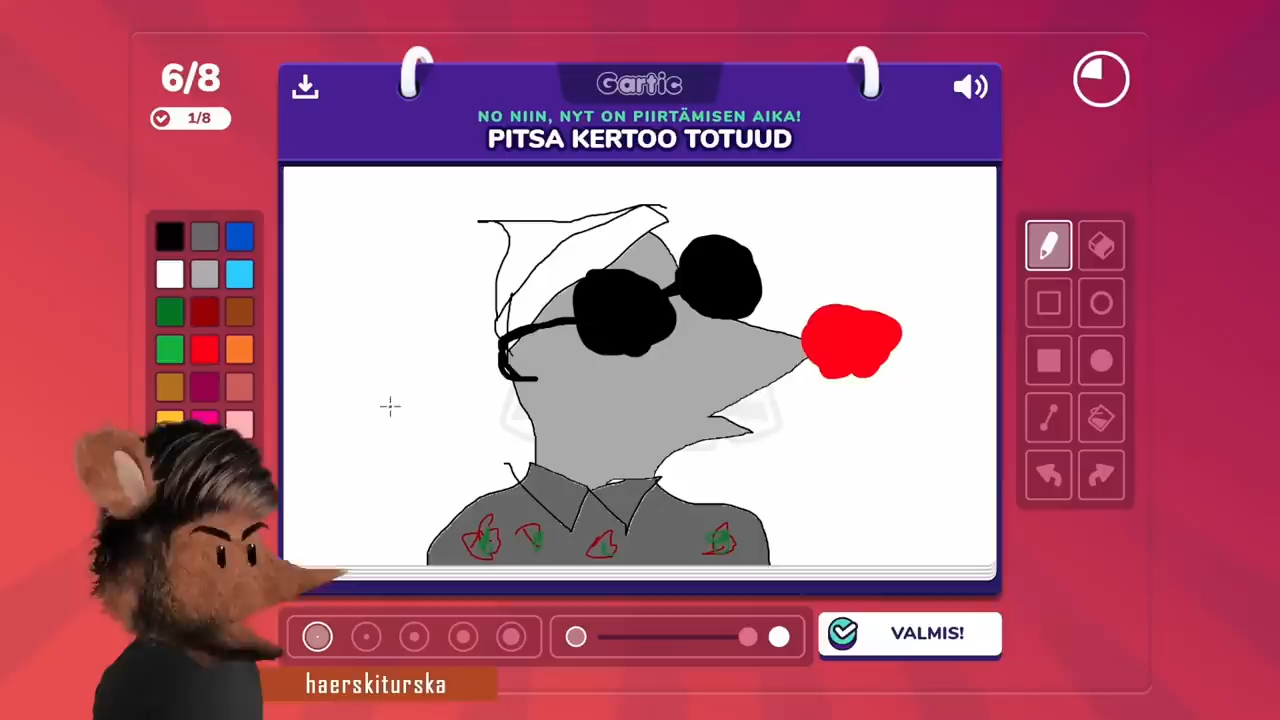 6/8
1/8
Gartic
NO NIIN, NYT ON PIIRTÄMISEN AIKA!
PITSA KERTOO TOTUUD
VALMIS!
haerskiturska